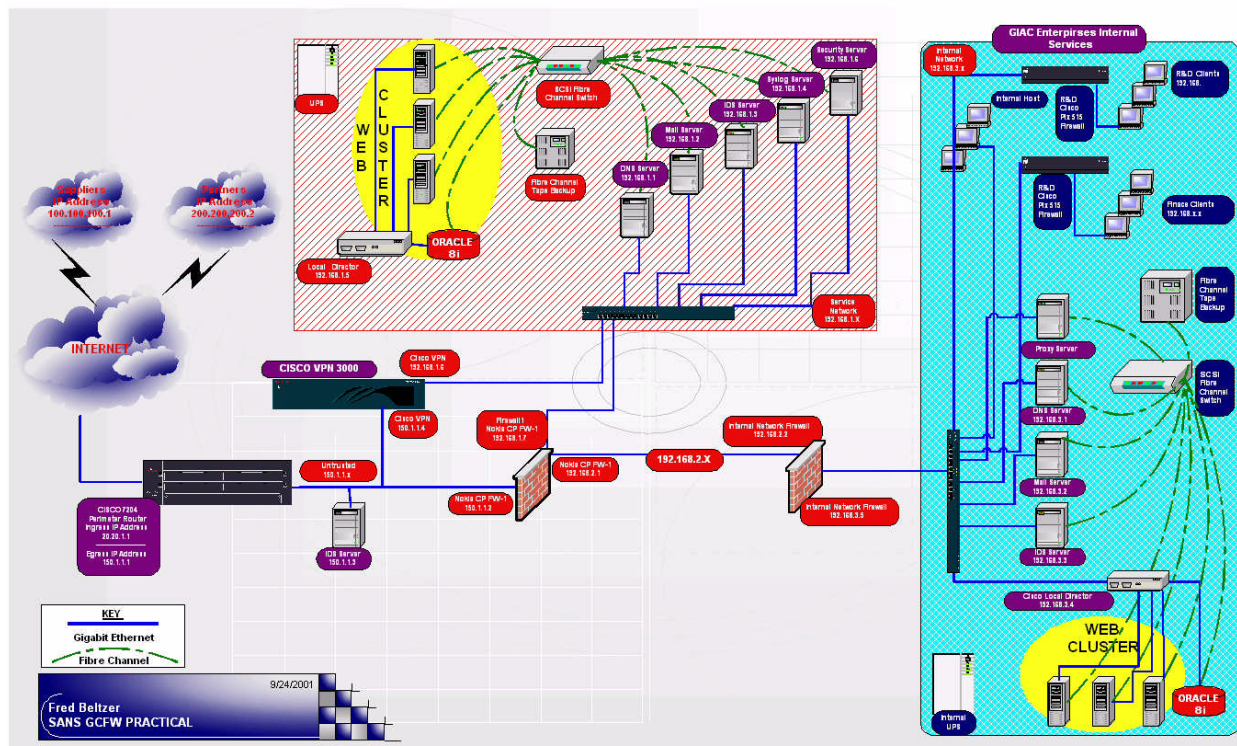 UPS
WEB
CLUSTER
SCSI Fibre
Channel Switch
Fibre Channel
Tape Backup
Security Server
192.168.1.6
Syslog Server
192.168.1.4
IDS Server
192.168.1.3
Mail Server
192.168.1.2
DNS Server
192.168.1.1
ORACLE
8i
Local Director
192.168.1.5
Service
Network
192.168.1.X
Suppliers
IP Address
100.100.100.1
Partners
IP Address
200.200.200.2
INTERNET
CISCO VPN 3000
Cisco VPN
192.168.1.6
Cisco VPN
150.1.1.4
Untrusted
150.1.1.x
CISCO 7204
Perimeter Router
Ingress IP Address
20.20.1.1
Egress IP Address
150.1.1.1
IDS Server
150.1.1.3
Firewall1
Nokia CP FW-1
192.168.1.7
Nokia CP FW-1
192.168.2.1
Nokia CP FW-1
150.1.1.2
192.168.2.X
Internal Network Firewall
192.168.2.2
Internal Network Firewall
192.168.3.5
GIAC Enterpirses Internal
Services
Internal
Network
192.168.3.x
Internal Host
R&D
Cisco
Pix 515
Firewall
R&D Clients
192.168.
R&D
Cisco
Pix 515
Firewall
Finace Clients
192.168.x.x
Fibre
Channel
Tape
Backup
Proxy Server
SCSI
Fibre
Channel
Switch
DNS Server
192.168.3.1
Mail Server
192.168.3.2
IDS Server
192.168.3.3
Cisco Local Director
192.168.3.4
WEB
CLUSTER
Internal
UPS
ORACLE
8i
KEY
Gigabit Ethernet
Fibre Channel
9/24/2001
Fred Beltzer
SANS GCFW PRACTICAL